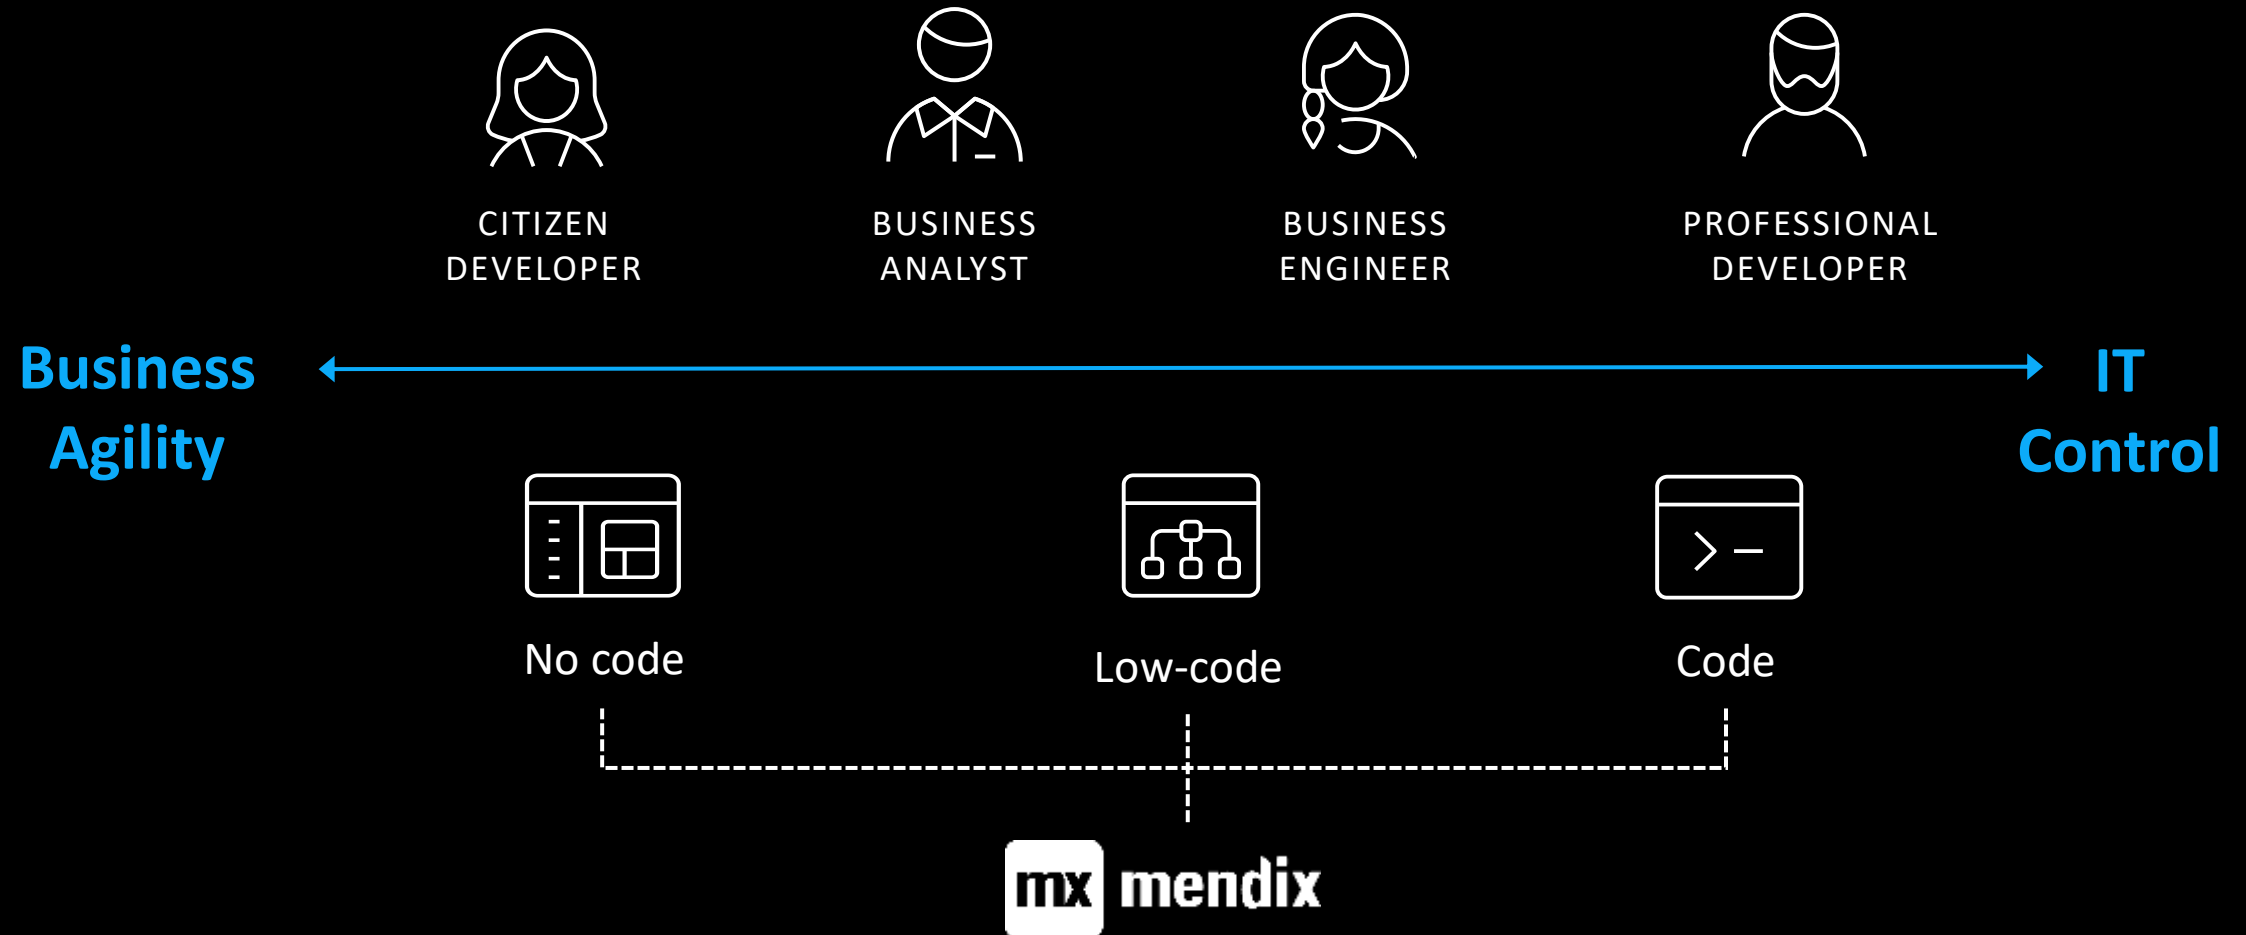 CITIZEN
DEVELOPER
BUSINESS
ANALYST
BUSINESS
ENGINEER
PROFESSIONAL
DEVELOPER
Business
Agility
IT
Control
No code
Low-code
Code
mx mendix